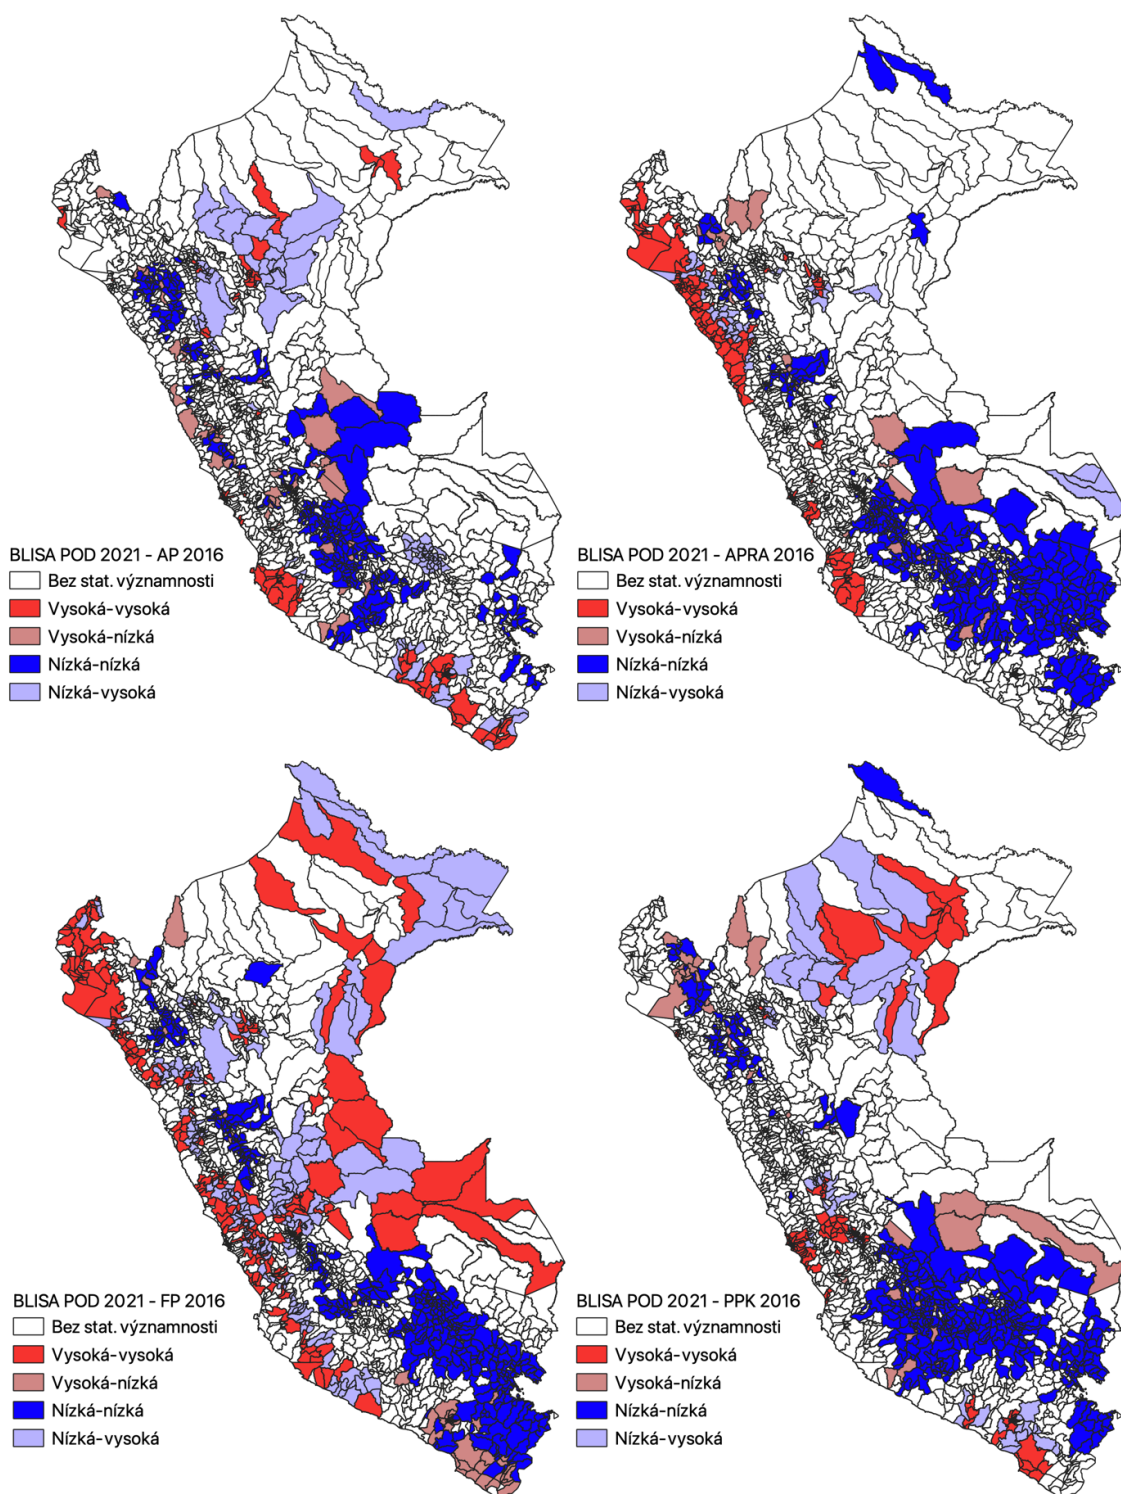 BLISA POD 2021 - AP 2016
Bez stat. významnosti
Vysoká-vysoká
Vysoká-nízká
Nízká-nízká
Nízká-vysoká
BLISA POD 2021 - APRA 2016
Bez stat. významnosti
Vysoká-vysoká
Vysoká-nízká
Nízká-nízká
Nízká-vysoká
BLISA POD 2021 - FP 2016
Bez stat. významnosti
Vysoká-vysoká
Vysoká-nízká
Nízká-nízká
Nízká-vysoká
BLISA POD 2021 - PPK 2016
Bez stat. významnosti
Vysoká-vysoká
Vysoká-nízká
Nízká-nízká
Nízká-vysoká